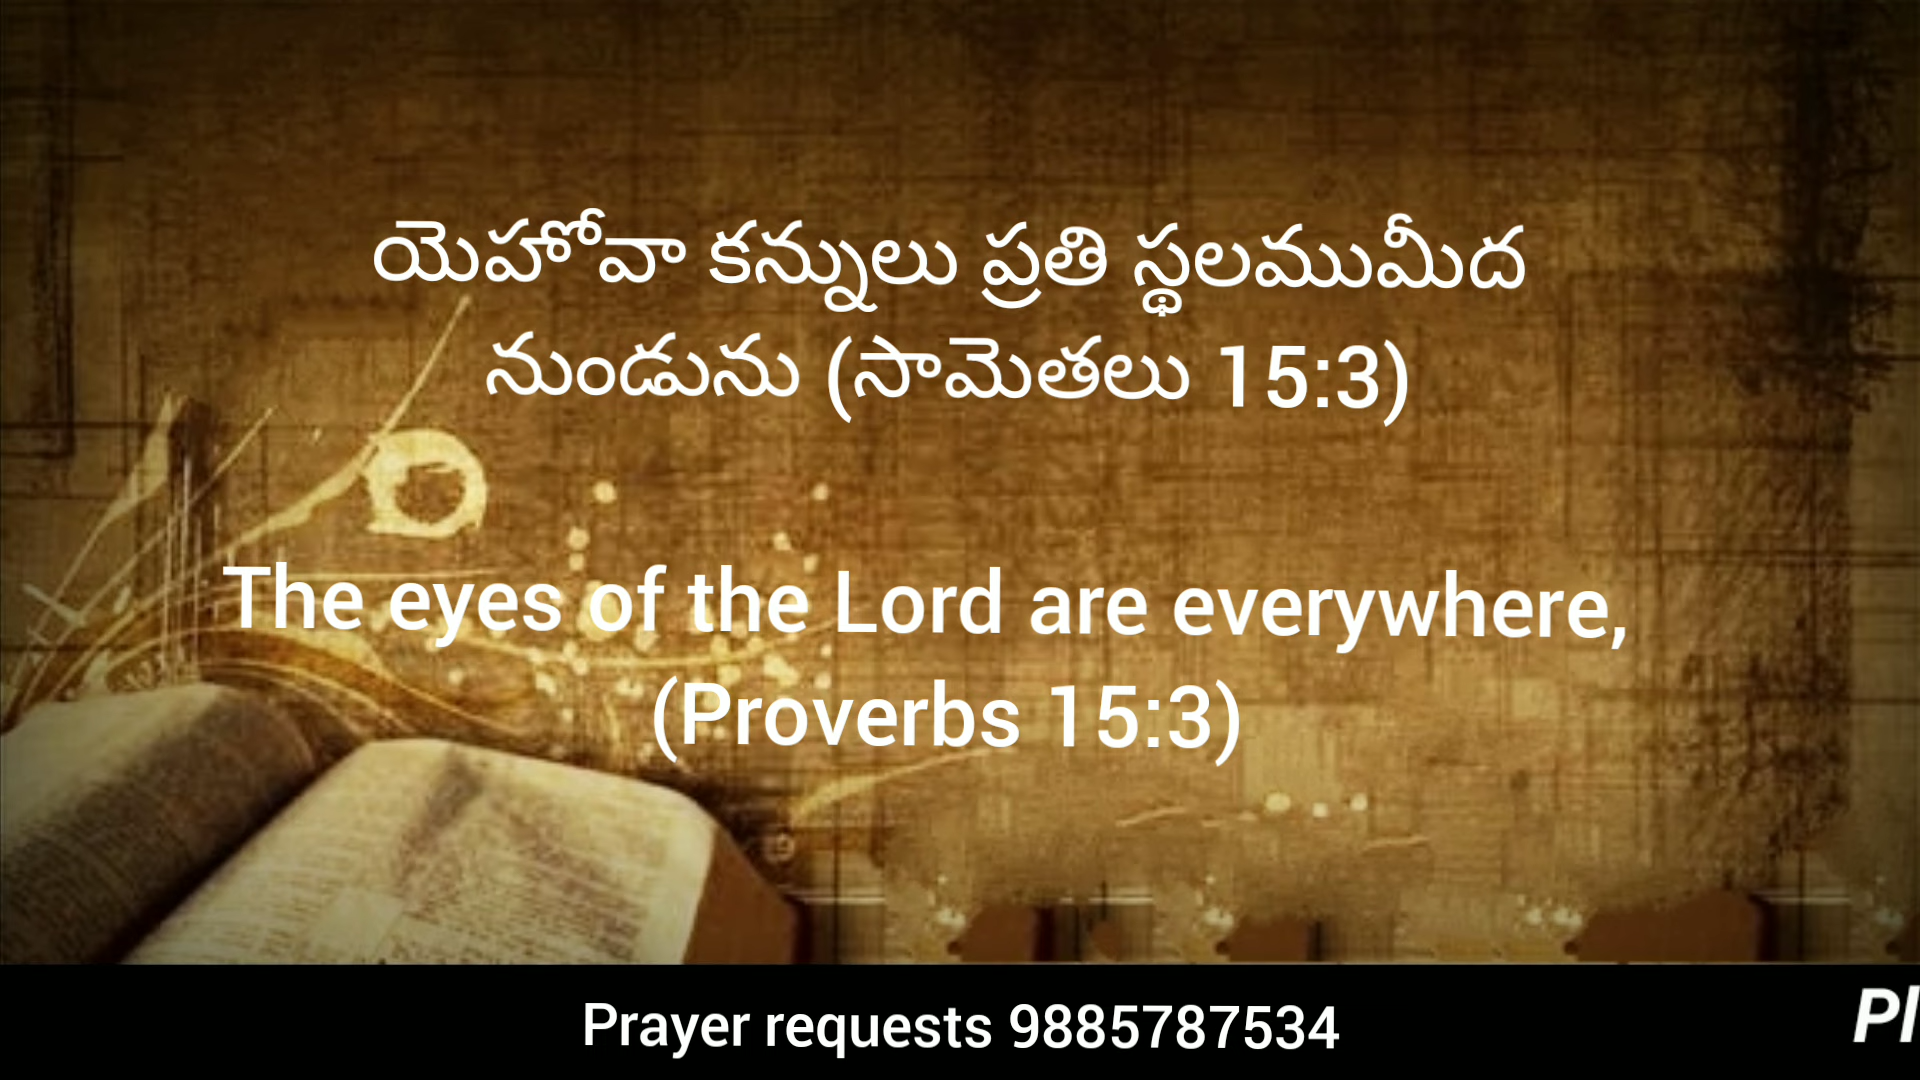 యెహోవా కన్నులు ప్రతి స్థలముమీద
నుండును (సామెతలు 15:3)
The eyes of the Lord are everywhere,
(Proverbs 15:3)
Prayer requests 9885787534
Pl